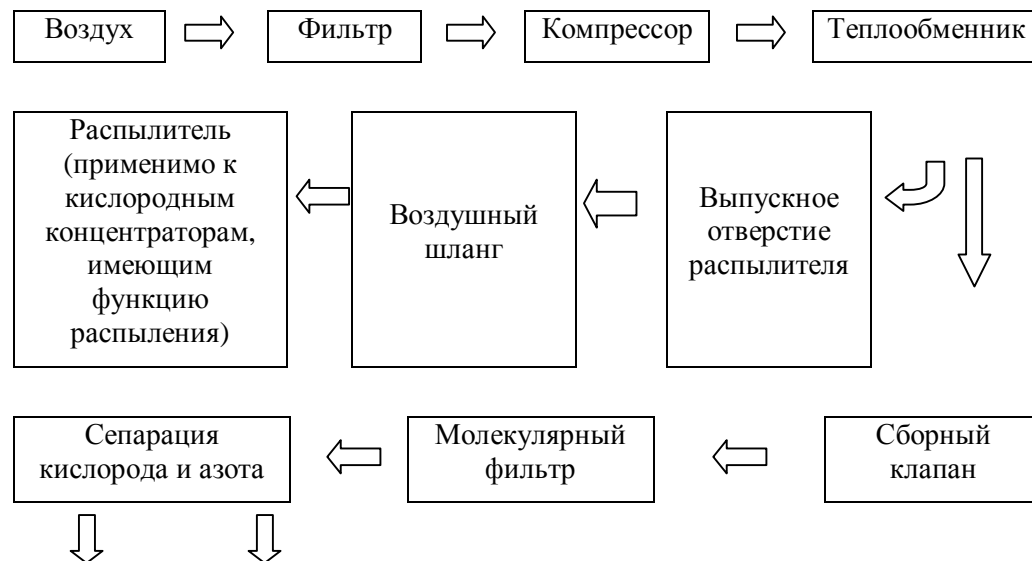 Воздух
Фильтр
Компрессор
Теплообменник
Распылитель
(применимо к
кислородным
концентраторам,
имеющим
функцию
распыления)
Воздушный
шланг
Выпускное
отверстие
распылителя
Сепарация
кислорода и азота
Молекулярный
фильтр
Сборный
клапан